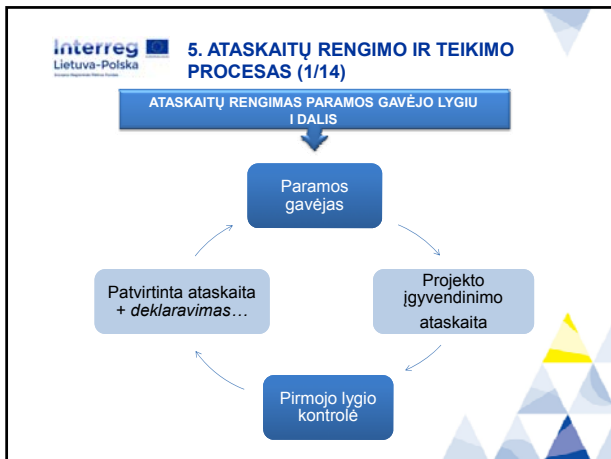 Interreg
Lietuva-Polska
5. ATASKAITŲ RENGIMO IR TEIKIMO
PROCESAS (1/14)
ATASKAITŲ RENGIMAS PARAMOS GAVĖJO LYGIU
I DALIS
Paramos
gavėjas
Patvirtinta ataskaita
+ deklaravimas…
Projekto
įgyvendinimo
ataskaita
Pirmojo lygio
kontrolė